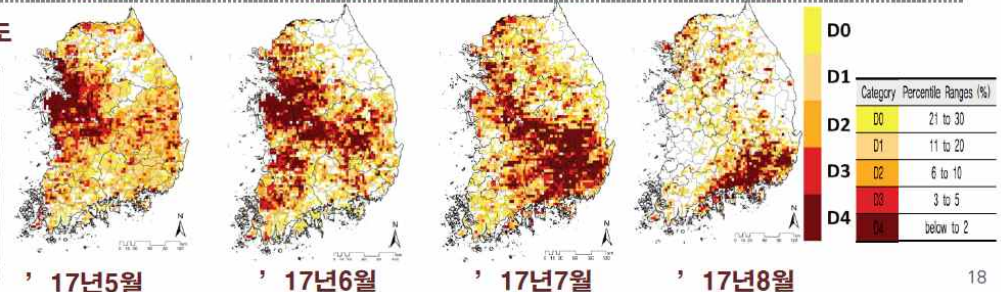 도
D0
D1
D2
D3
D4
Category Percentile Ranges (%)
D0 21 to 30
D1 11 to 20
D2 6 to 10
D3 3 to 5
D4 below to 2
N
N
N
N
’ 17년5월
’ 17년6월
’ 17년7월
’ 17년8월
18